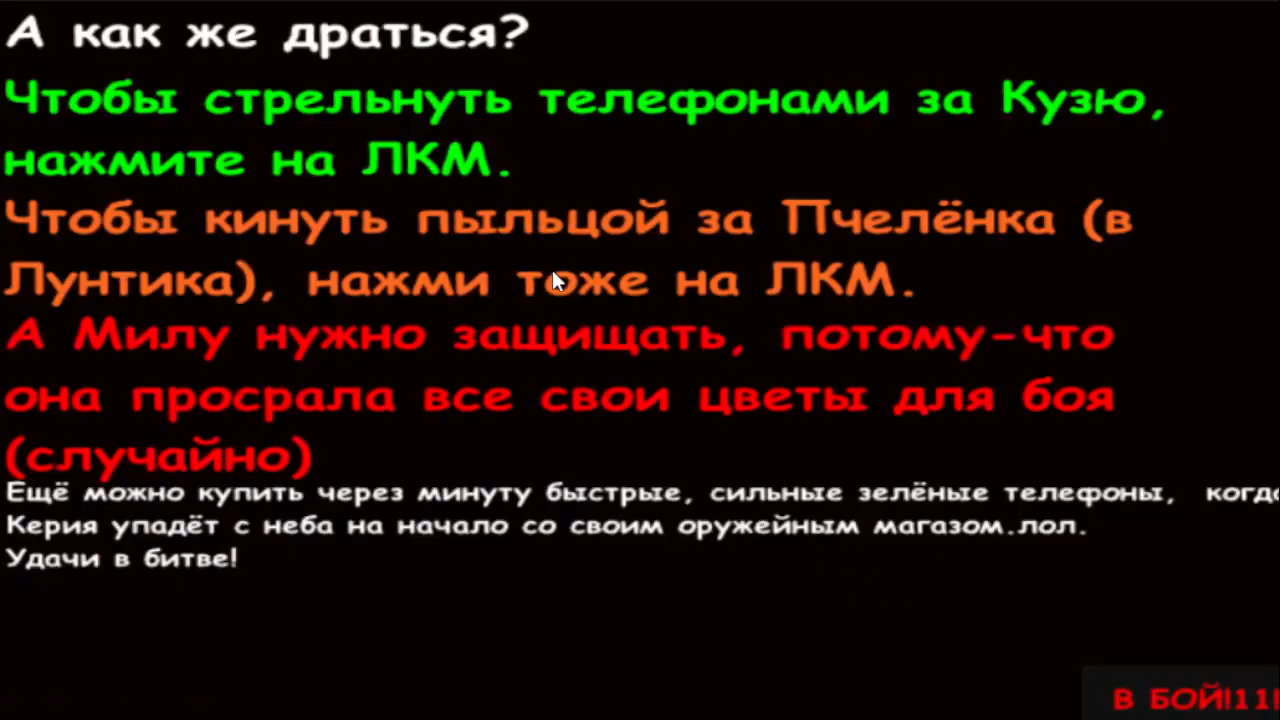 А как же драться?
Чтобы стрельнуть телефонами за Кузю,
нажмите на ЛКМ.
Чтобы кинуть пыльцой за Пчелёнка (в
Лунтика), нажми тоже на ЛКМ.
А Милу нужно защищать, потому-что
она просрала все свои цветы для боя
(случайно)
Ещё можно купить через минуту быстрые, сильные зелёные телефоны,
Керия упадёт с неба на начало со своим оружейным магазом.лол.
Удачи в битве!
В БОЙ!11!